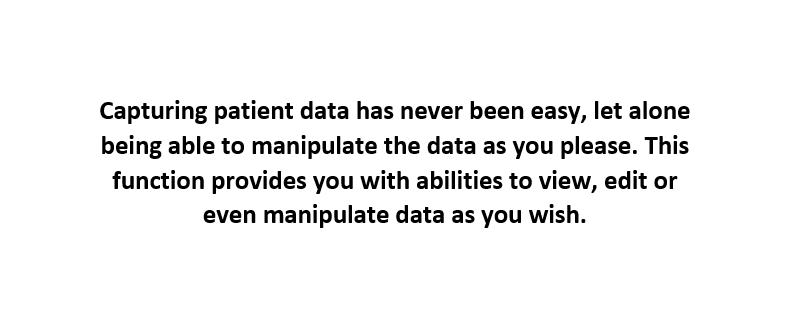 Capturing patient data has never been easy, let alone
being able to manipulate the data as you please. This
function provides you with abilities to view, edit or
even manipulate data as you wish.